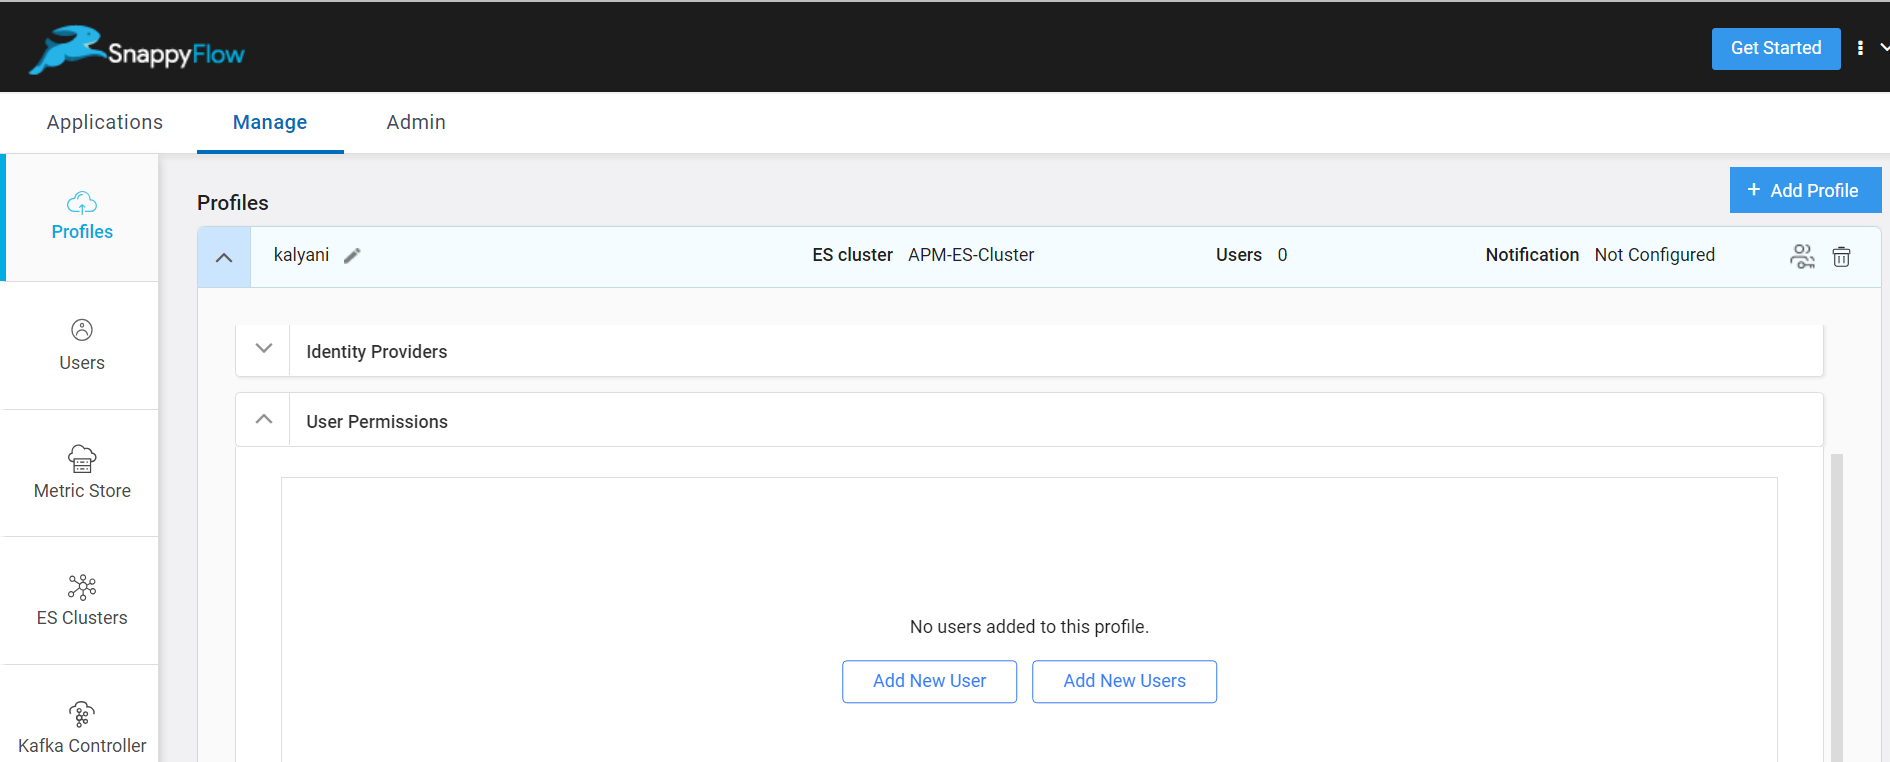 SnappyFlow
Get Started
Applications Manage Admin
Profiles
Users
Metric Store
ES Clusters
Kafka Controller
Profiles
+ Add Profile
kalyani ES cluster APM-ES-Cluster Users 0 Notification Not Configured
Identity Providers
User Permissions
No users added to this profile.
Add New User Add New Users